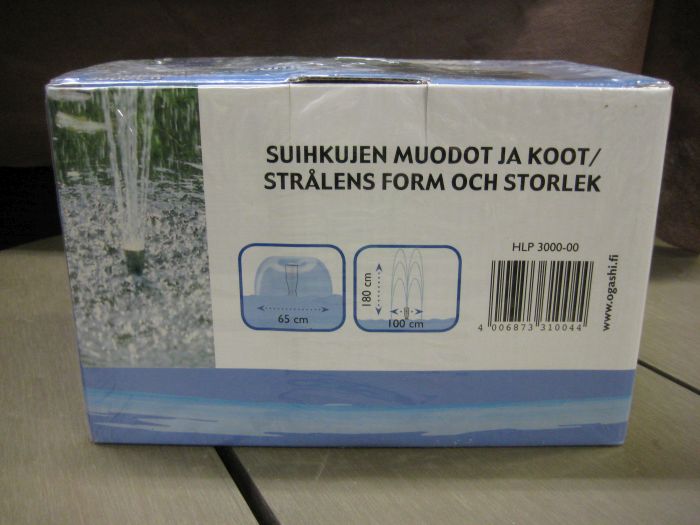 SUIHKUJEN MUODOT JA KOOT/
STRÅLENS FORM OCH STORLEK
65 cm
180 cm
100 cm
HLP 3000-00
4 006873 310044
www.ogashi.fi